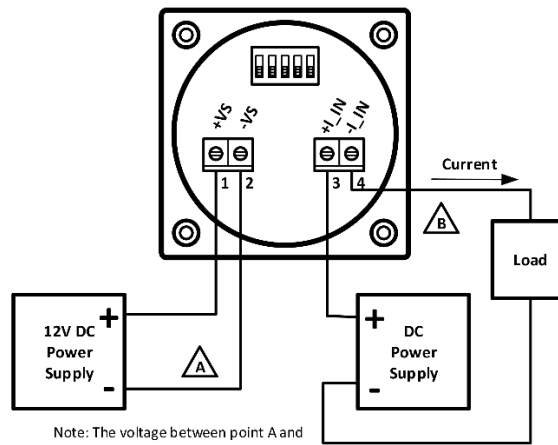 +VS
-VS
+I_IN
-I_IN
1
2
3
4
Current
B
Load
+
12V DC
Power
Supply
-
A
+
DC
Power
Supply
-
Note: The voltage between point A and